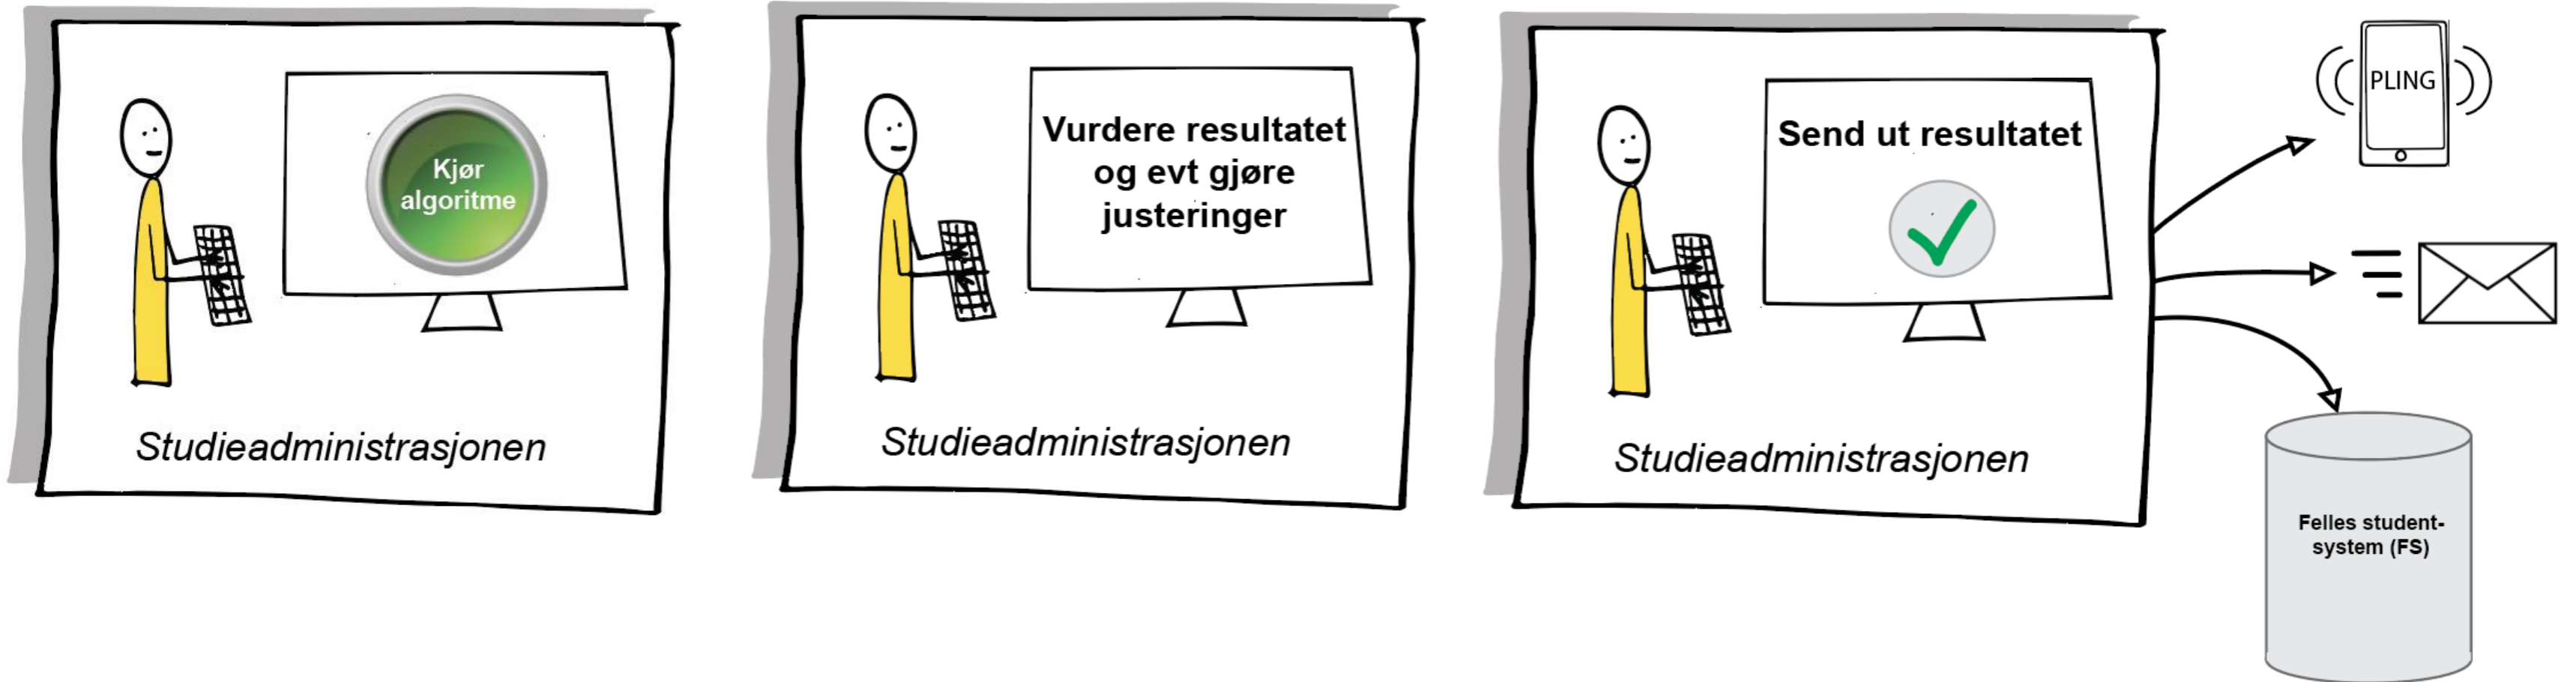 Kjør
algoritme
Studieadministrasjonen
Vurdere resultatet
og evt gjøre
justeringer
Studieadministrasjonen
Send ut resultatet
Studieadministrasjonen
PLING
Felles student-
system (FS)